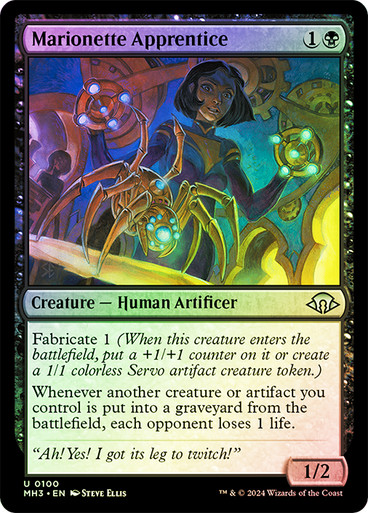 Marionette Apprentice 1
Creature — Human Artificer
Fabricate 1 (When this creature enters the
battlefield, put a +1/+1 counter on it or create
a 1/1 colorless Servo artifact creature token.)
Whenever another creature or artifact you
control is put into a graveyard from the
battlefield, each opponent loses 1 life.
“Ah! Yes! I got its leg to twitch!”
1/2
U 0100
MH3 • EN Steve Ellis
™ & © 2024 Wizards of the Coast